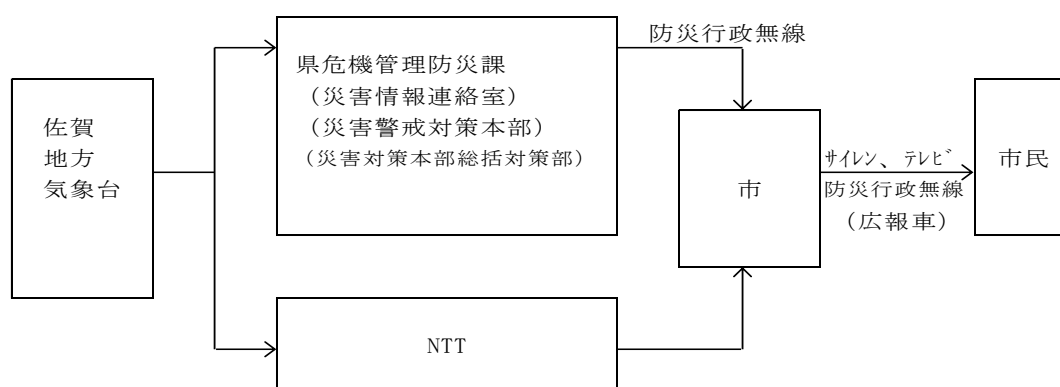 佐賀
地方
気象台
県危機管理防災課
（災害情報連絡室）
（災害警戒対策本部）
（災害対策本部総括対策部）
NTT
防災行政無線
市
ｻｲﾚﾝ、ﾃﾚﾋﾞ
防災行政無線
（広報車）
市民